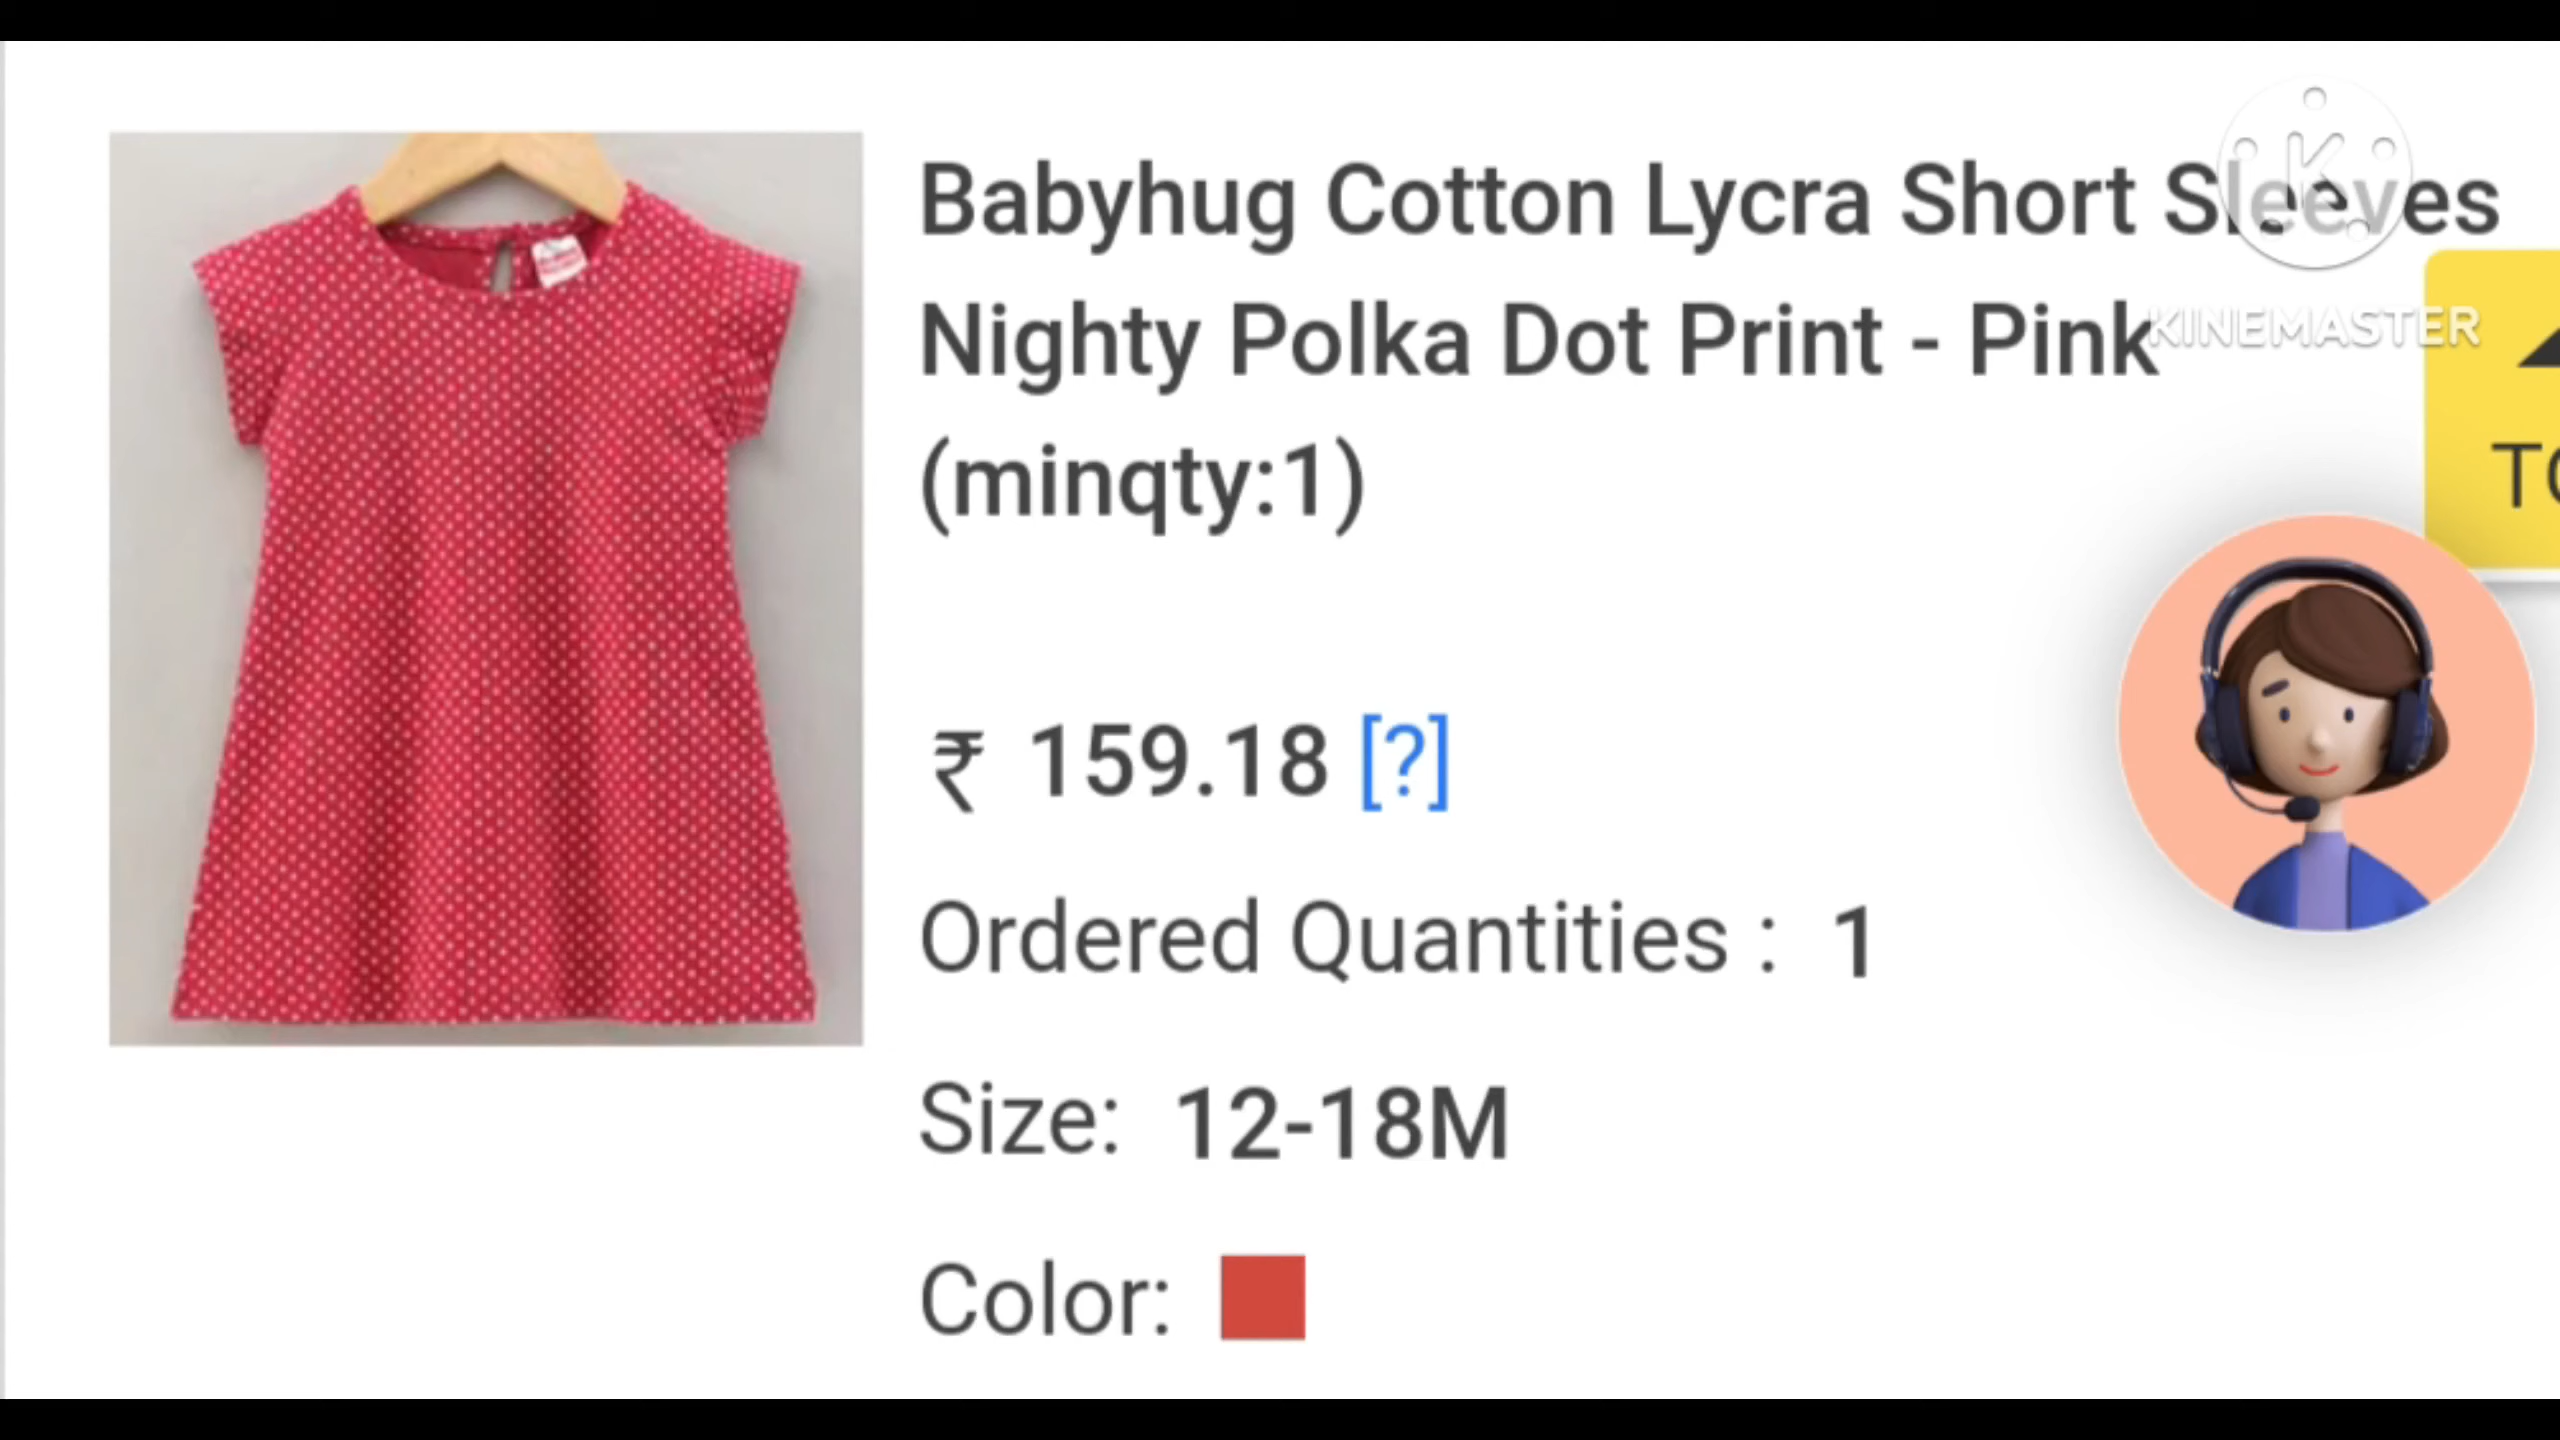 Babyhug Cotton Lycra Short Sleeves
Nighty Polka Dot Print - Pink
(minqty:1)
KINEMASTER
₹ 159.18 [?]
Ordered Quantities : 1
Size: 12-18M
Color: